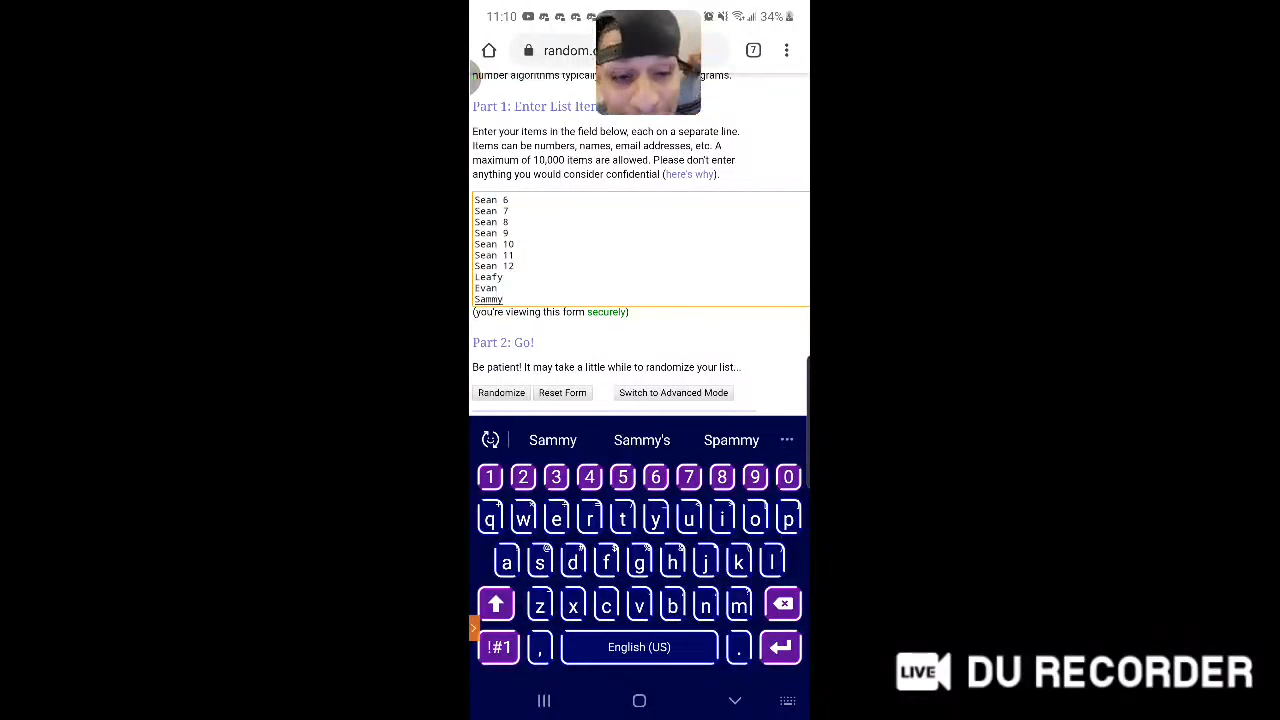 11:10 34%
random.
7
number algorithms typical grams.
Part 1: Enter List Item
Enter your items in the field below, each on a separate line.
Items can be numbers, names, email addresses, etc. A
maximum of 10,000 items are allowed. Please don't enter
anything you would consider confidential (here's why).
Sean 6
Sean 7
Sean 8
Sean 9
Sean 10
Sean 11
Sean 12
Leafy
Evan
Sammy
(you're viewing this form securely)
Part 2: Go!
Be patient! It may take a little while to randomize your list...
Randomize Reset Form Switch to Advanced Mode
Sammy Sammy's Spammy ...
1 2 3 4 5 6 7 8 9 0
q w e r t y u i o p
a s d f g h j k l
z x c v b n m
!#1 , English (US) .
LIVE DU RECORDER